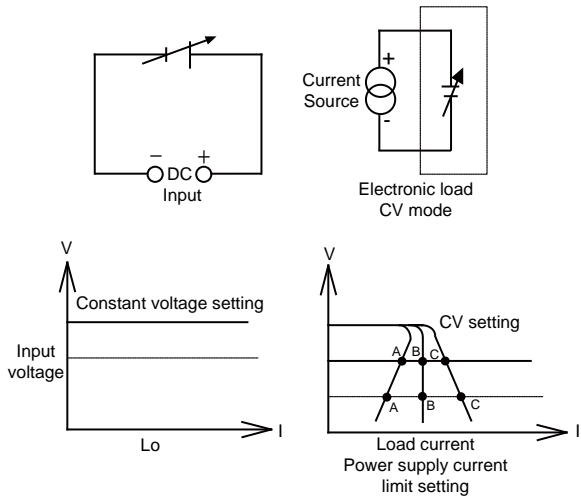 − DC +
Input
Current
Source
+
-
Electronic load
CV mode
V
Constant voltage setting
Input
voltage
I
Lo
V
CV setting
A B C
A B C
I
Load current
Power supply current
limit setting